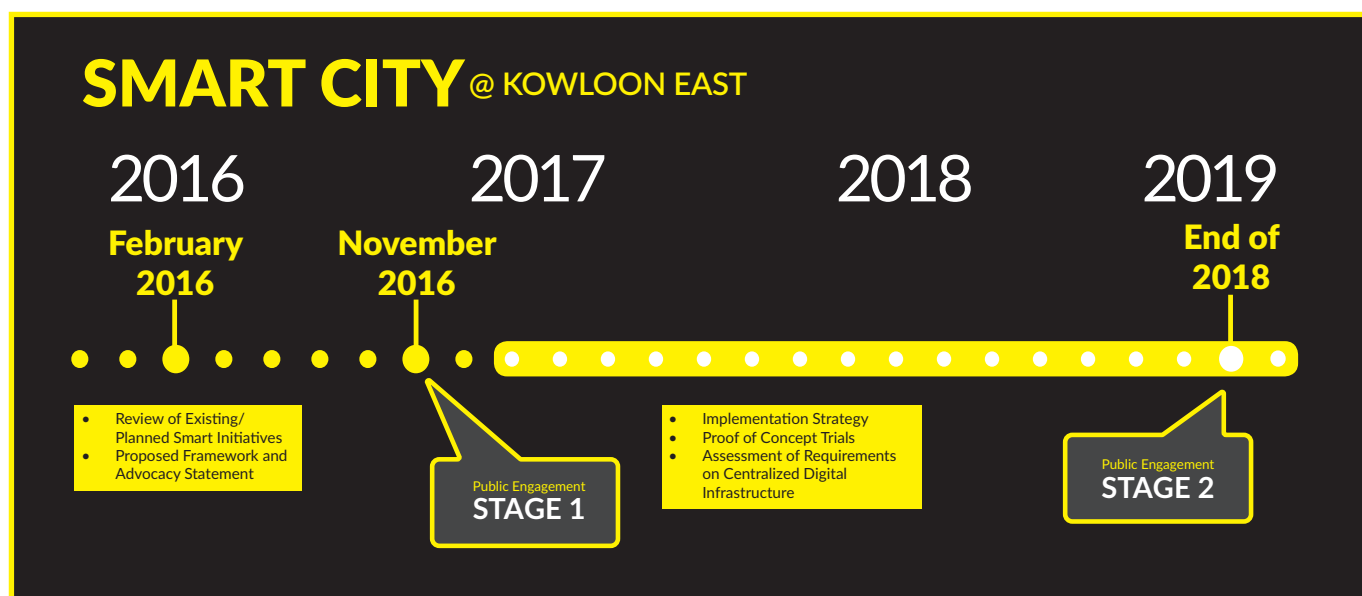 SMART CITY @ KOWLOON EAST
2016
2017
2018
2019
February
2016
November
2016
End of
2018
• Review of Existing/
Planned Smart Initiatives
• Proposed Framework and
Advocacy Statement
Public Engagement
STAGE 1
• Implementation Strategy
• Proof of Concept Trials
• Assessment of Requirements
on Centralized Digital
Infrastructure
Public Engagement
STAGE 2